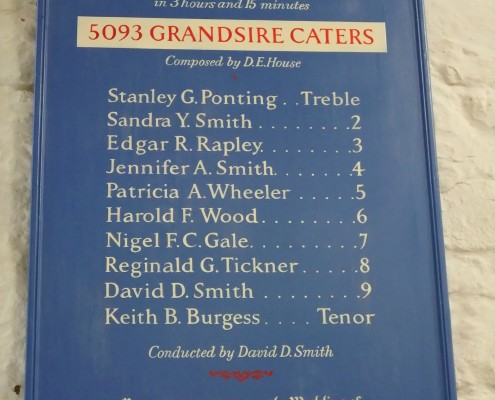 in 3 hours and 15 minutes
5093 GRANDSIRE CATERS
Composed by D.E.House
Stanley G. Ponting . . Treble
Sandra Y. Smith . . . . . . . . 2
Edgar R. Rapley. . . . . . . . 3
Jennifer A. Smith. . . . . . . 4
Patricia A. Wheeler . . . . . 5
Harold F. Wood . . . . . . . . 6
Nigel F.C. Gale. . . . . . . . . 7
Reginald G. Tickner . . . . . 8
David D. Smith . . . . . . . . 9
Keith B. Burgess . . . . Tenor
Conducted by David D. Smith